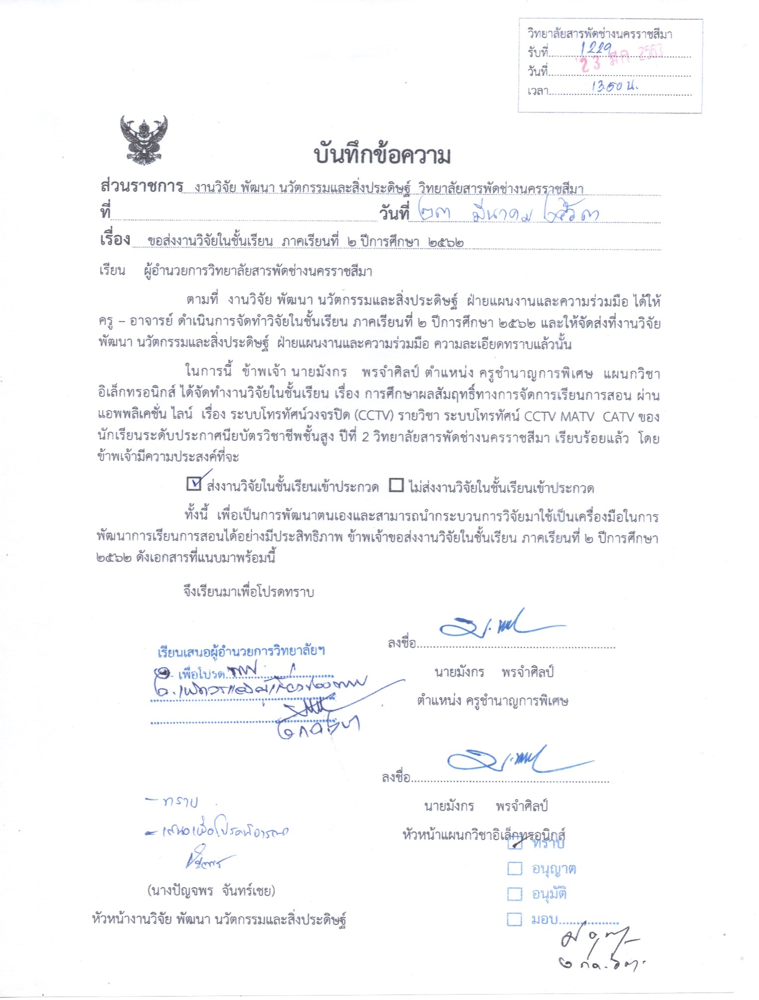 วิทยาลัยสารพัดช่างนครราชสีมา
รับที่ 1229
วันที่ 23 มีค 2563
เวลา 13.50 น.
บันทึกข้อความ
ส่วนราชการ งานวิจัย พัฒนา นวัตกรรมและสิ่งประดิษฐ์ วิทยาลัยสารพัดช่างนครราชสีมา
ที่ วันที่ ๒๓ มีนาคม ๒๕๖๓
เรื่อง ขอส่งงานวิจัยในชั้นเรียน ภาคเรียนที่ ๒ ปีการศึกษา ๒๕๖๒
เรียน ผู้อำนวยการวิทยาลัยสารพัดช่างนครราชสีมา
ตามที่ งานวิจัย พัฒนา นวัตกรรมและสิ่งประดิษฐ์ ฝ่ายแผนงานและความร่วมมือ ได้ให้
ครู – อาจารย์ ดำเนินการจัดทำวิจัยในชั้นเรียน ภาคเรียนที่ ๒ ปีการศึกษา ๒๕๖๒ และให้จัดส่งที่งานวิจัย
พัฒนา นวัตกรรมและสิ่งประดิษฐ์ ฝ่ายแผนงานและความร่วมมือ ความละเอียดทราบแล้วนั้น
ในการนี้ ข้าพเจ้า นายมังกร พรจำศิลป์ ตำแหน่ง ครูชำนาญการพิเศษ แผนกวิชา
อิเล็กทรอนิกส์ ได้จัดทำงานวิจัยในชั้นเรียน เรื่อง การศึกษาผลสัมฤทธิ์ทางการจัดการเรียนการสอน ผ่าน
แอพพลิเคชั่น ไลน์ เรื่อง ระบบโทรทัศน์วงจรปิด (CCTV) รายวิชา ระบบโทรทัศน์ CCTV MATV CATV ของ
นักเรียนระดับประกาศนียบัตรวิชาชีพชั้นสูง ปีที่ 2 วิทยาลัยสารพัดช่างนครราชสีมา เรียบร้อยแล้ว โดย
ข้าพเจ้ามีความประสงค์ที่จะ
ส่งงานวิจัยในชั้นเรียนเข้าประกวด ไม่ส่งงานวิจัยในชั้นเรียนเข้าประกวด
ทั้งนี้ เพื่อเป็นการพัฒนาตนเองและสามารถนำกระบวนการวิจัยมาใช้เป็นเครื่องมือในการ
พัฒนาการเรียนการสอนได้อย่างมีประสิทธิภาพ ข้าพเจ้าขอส่งงานวิจัยในชั้นเรียน ภาคเรียนที่ ๒ ปีการศึกษา
๒๕๖๒ ดังเอกสารที่แนบมาพร้อมนี้
จึงเรียนมาเพื่อโปรดทราบ
ลงชื่อ
นายมังกร พรจำศิลป์
ตำแหน่ง ครูชำนาญการพิเศษ
เรียนเสนอผู้อำนวยการวิทยาลัยฯ
เพื่อโปรด ทราบ
ลงชื่อ
นายมังกร พรจำศิลป์
หัวหน้าแผนกวิชาอิเล็กทรอนิกส์
- ทราบ
- เสนอเพื่อโปรดพิจารณา
(นางปัญจพร จันทร์เชย)
หัวหน้างานวิจัย พัฒนา นวัตกรรมและสิ่งประดิษฐ์
ทราบ
อนุญาต
อนุมัติ
มอบ